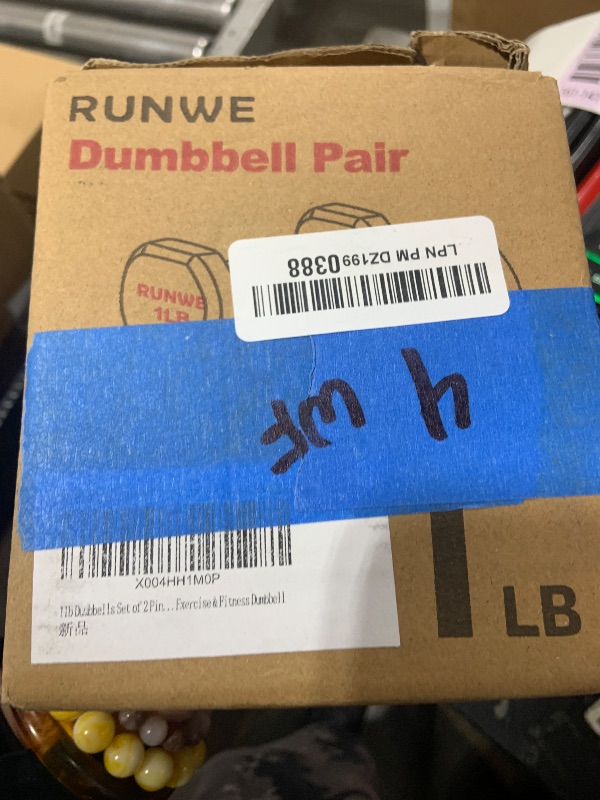 RUNWE
Dumbbell Pair
RUNWE
1LB
LPN PM DZ199 0388
4 WF
X004HH1M0P
1lb Dumbbells Set of 2 Pin... Exercise & Fitness Dumbbell
新品
1 LB